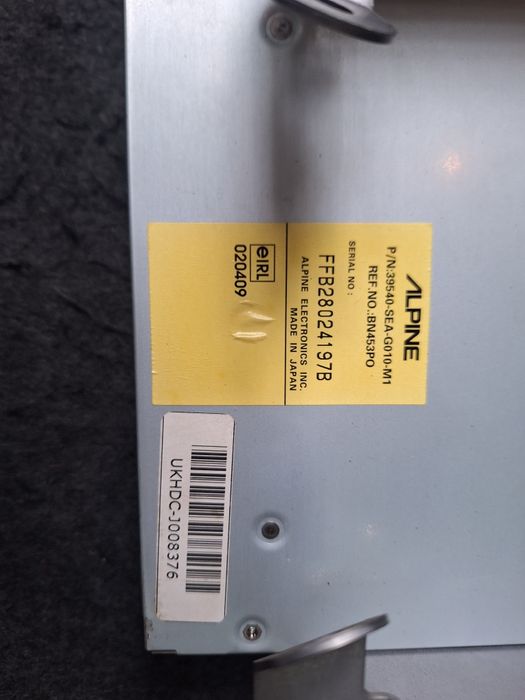 ALPINE
P/N:39540-SEA-G010-M1
REF.NO.:BN453PO
SERIAL NO :
FFB28024197B
ALPINE ELECTRONICS INC.
MADE IN JAPAN
eIRL
020409
UKHDC-J008376